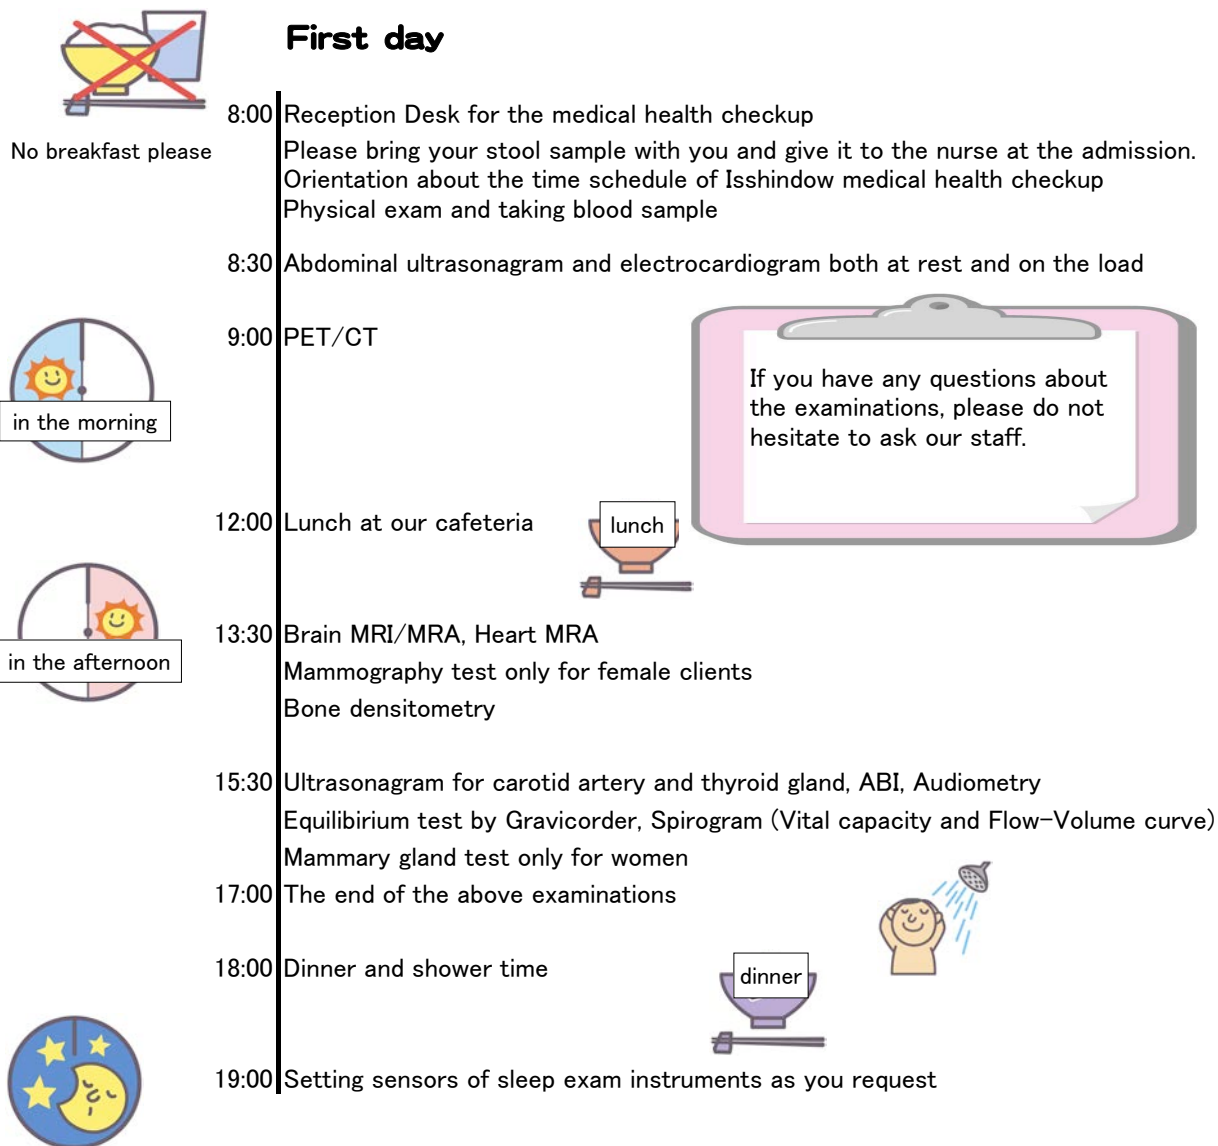 First day
8:00 Reception Desk for the medical health checkup
No breakfast please
Please bring your stool sample with you and give it to the nurse at the admission.
Orientation about the time schedule of Isshindow medical health checkup
Physical exam and taking blood sample
8:30 Abdominal ultrasonagram and electrocardiogram both at rest and on the load
9:00 PET/CT
If you have any questions about
the examinations, please do not
hesitate to ask our staff.
in the morning
12:00 Lunch at our cafeteria
lunch
13:30 Brain MRI/MRA, Heart MRA
in the afternoon
Mammography test only for female clients
Bone densitometry
15:30 Ultrasonagram for carotid artery and thyroid gland, ABI, Audiometry
Equilibirium test by Gravicorder, Spirogram (Vital capacity and Flow-Volume curve)
Mammary gland test only for women
17:00 The end of the above examinations
18:00 Dinner and shower time
dinner
19:00 Setting sensors of sleep exam instruments as you request